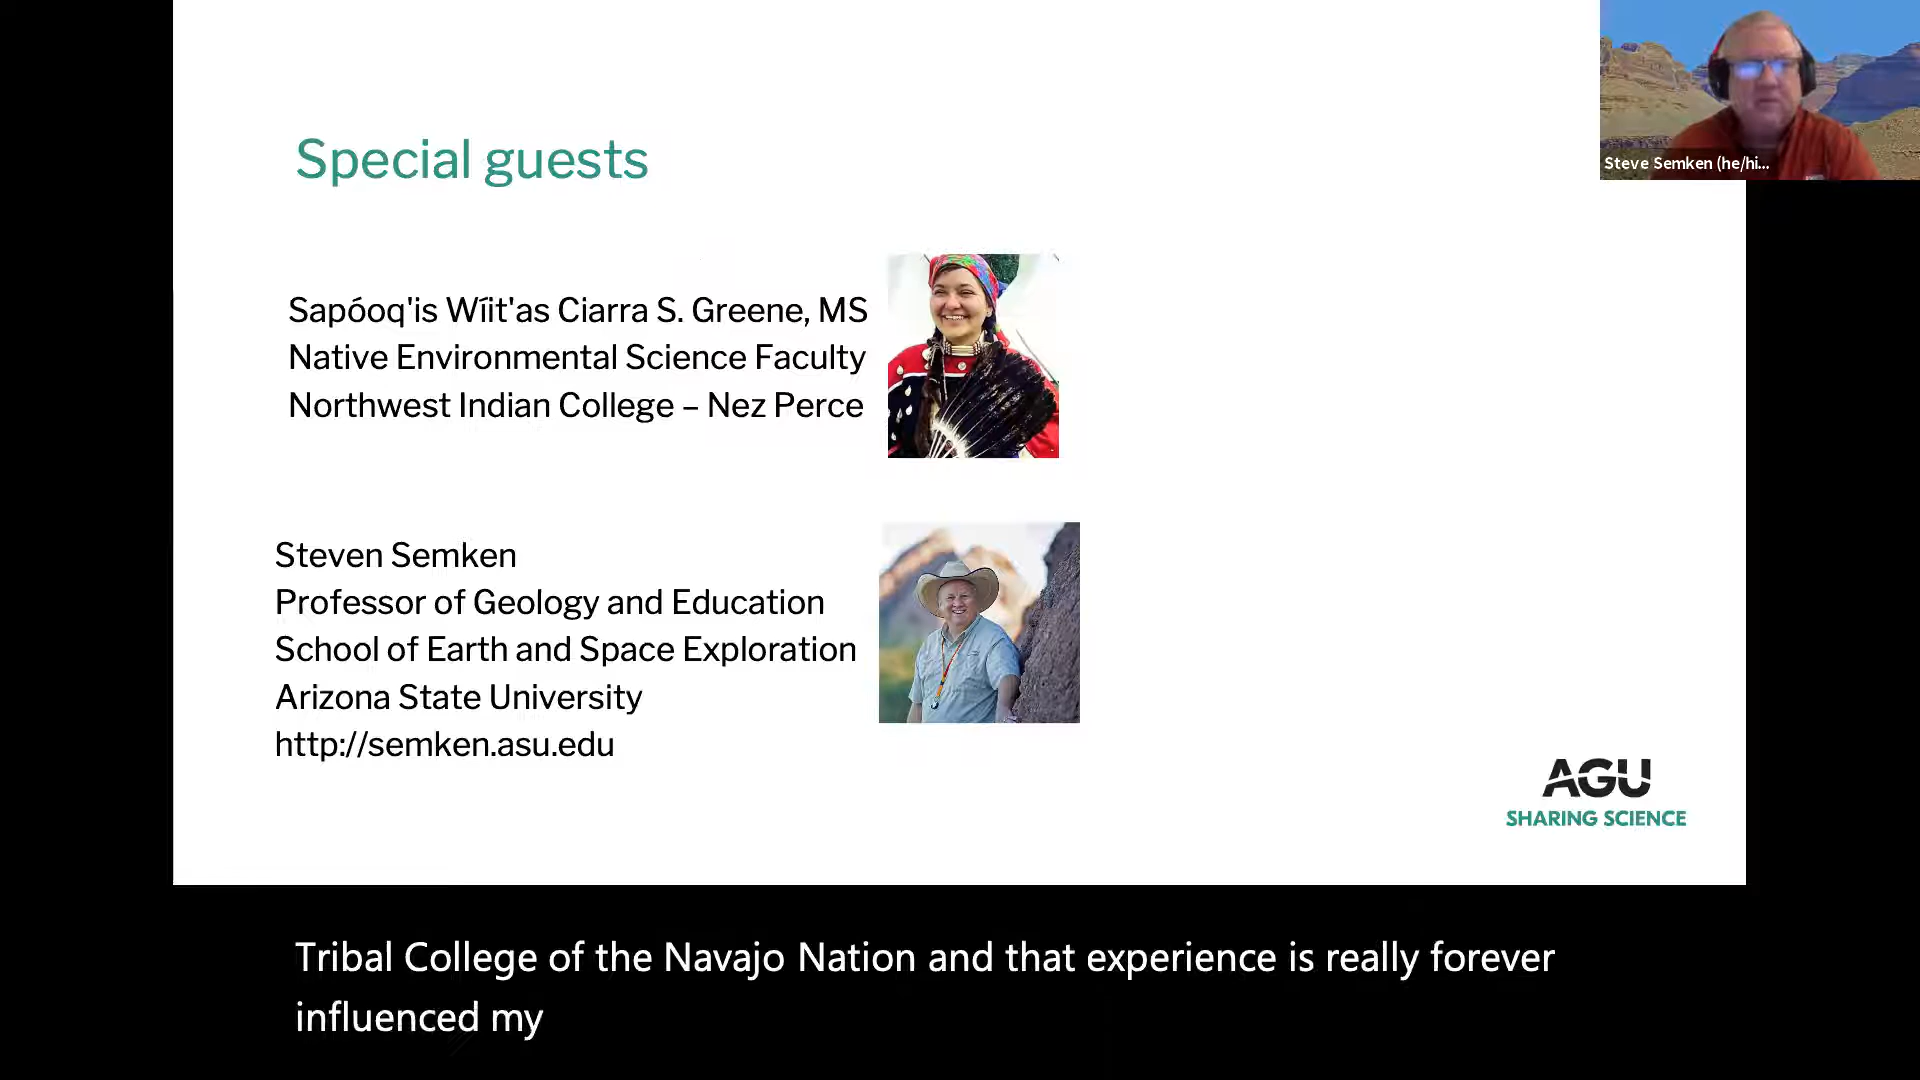 Special guests
Steve Semken (he/hi...
Sapóoq'is Wíit'as Ciarra S. Greene, MS
Native Environmental Science Faculty
Northwest Indian College – Nez Perce
Steven Semken
Professor of Geology and Education
School of Earth and Space Exploration
Arizona State University
http://semken.asu.edu
AGU
SHARING SCIENCE
Tribal College of the Navajo Nation and that experience is really forever
influenced my